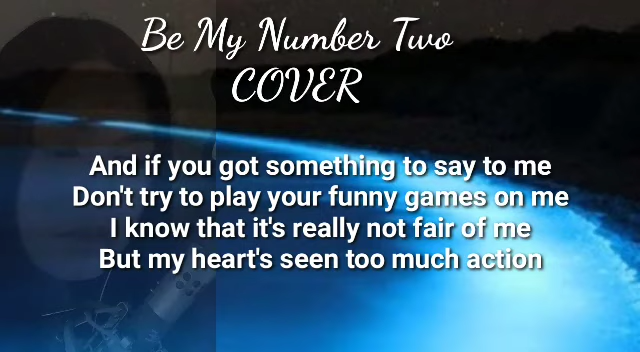 Be My Number Two
COVER
And if you got something to say to me
Don't try to play your funny games on me
I know that it's really not fair of me
But my heart's seen too much action